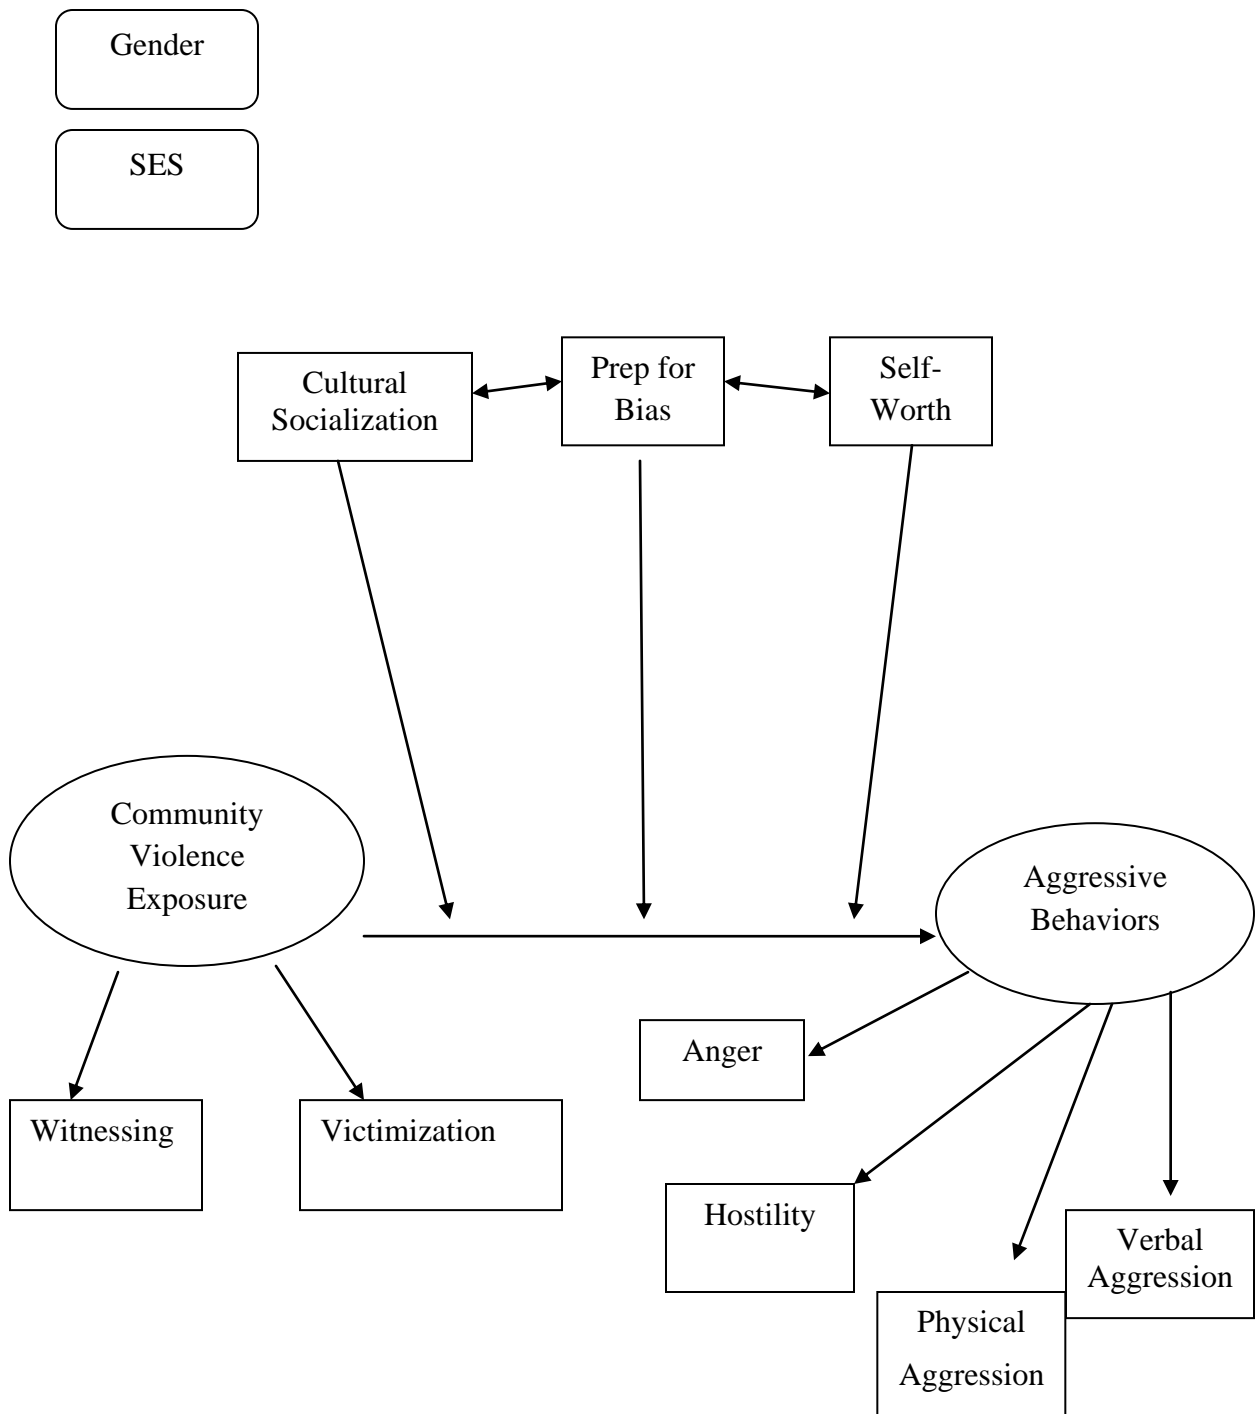 Gender
SES
Cultural
Socialization
Prep for
Bias
Self-
Worth
Community
Violence
Exposure
Aggressive
Behaviors
Anger
Witnessing
Victimization
Hostility
Verbal
Aggression
Physical
Aggression